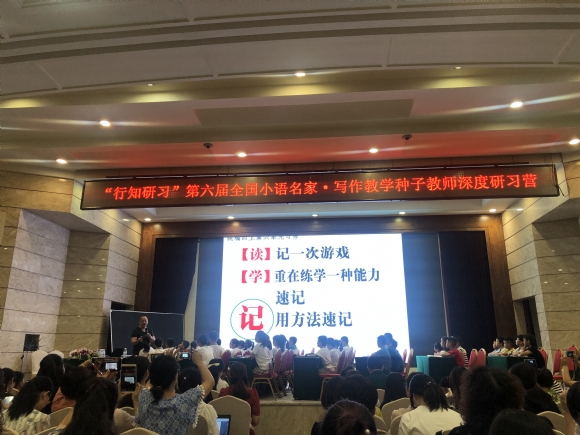 “行知研习”第六届全国小语名家·写作教学种子教师深度研习营
【读】记一次游戏
【学】重在练学一种能力
速记
记 用方法速记